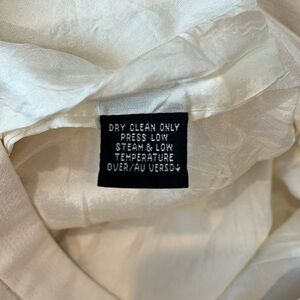 DRY CLEAN ONLY
PRESS LOW
STEAM & LOW
TEMPERATURE
OVER/AU VERSO↓